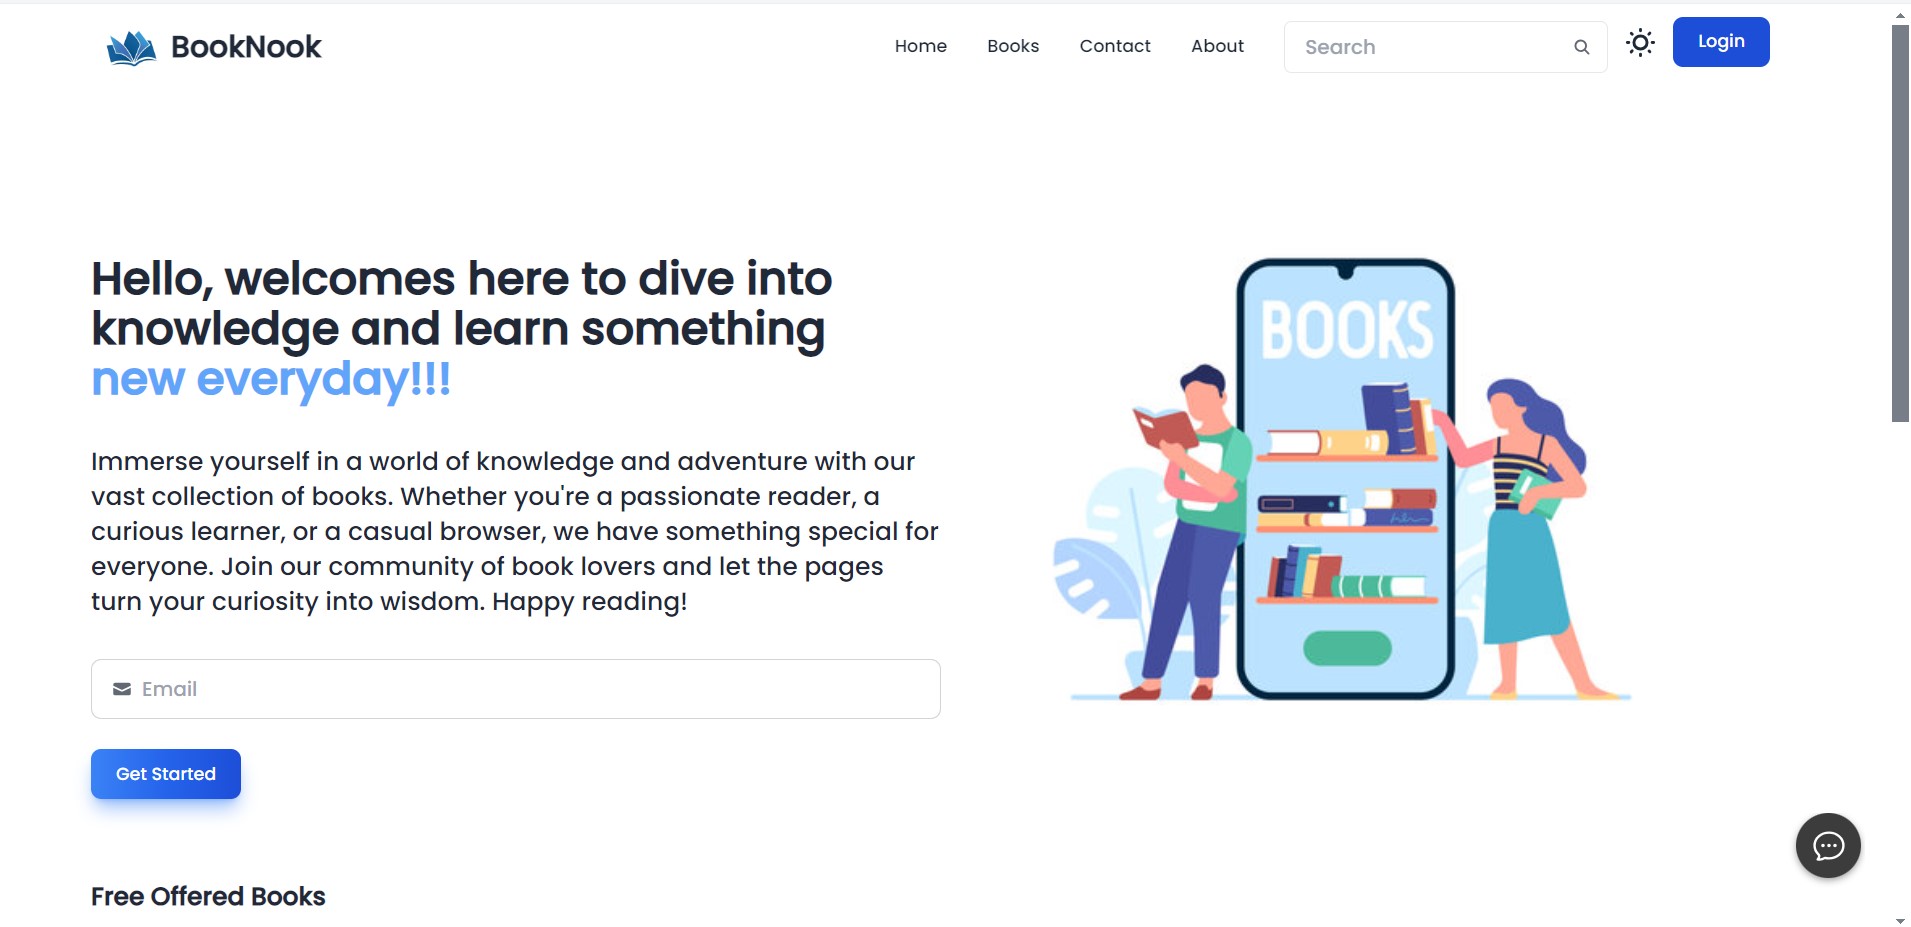 BookNook
Home
Books
Contact
About
Search
Login
Hello, welcomes here to dive into
knowledge and learn something
new everyday!!!
Immerse yourself in a world of knowledge and adventure with our
vast collection of books. Whether you're a passionate reader, a
curious learner, or a casual browser, we have something special for
everyone. Join our community of book lovers and let the pages
turn your curiosity into wisdom. Happy reading!
Email
Get Started
BOOKS
Free Offered Books